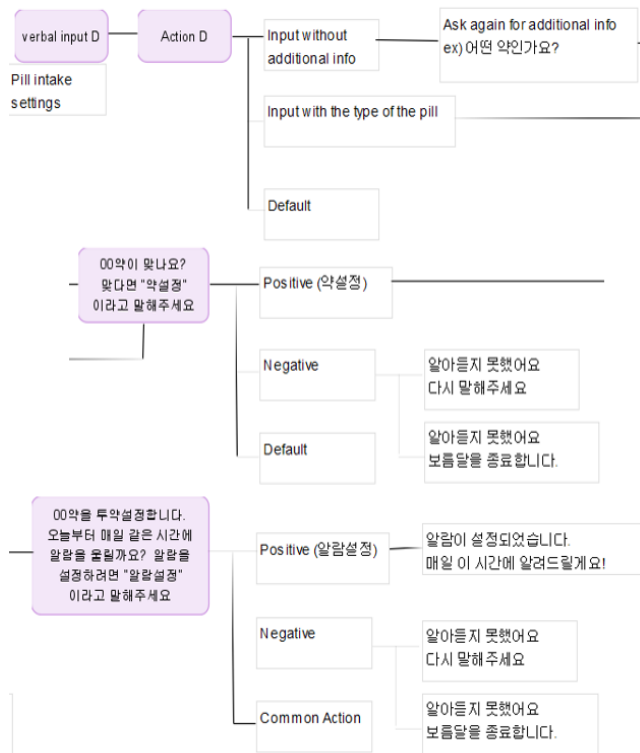 verbal input D
Action D
Input without
additional info
Ask again for additional info
ex) 어떤 약인가요?
Pill intake
settings
Input with the type of the pill
Default
00약이 맞나요?
맞다면 "약설정"
이라고 말해주세요
Positive (약설정)
Negative
알아듣지 못했어요
다시 말해주세요
Default
알아듣지 못했어요
보름달을 종료합니다.
00약을 투약설정합니다.
오늘부터 매일 같은 시간에
알람을 울릴까요? 알람을
설정하려면 "알람설정"
이라고 말해주세요
Positive (알람설정)
알람이 설정되었습니다.
매일 이 시간에 알려드릴게요!
Negative
알아듣지 못했어요
다시 말해주세요
Common Action
알아듣지 못했어요
보름달을 종료합니다.